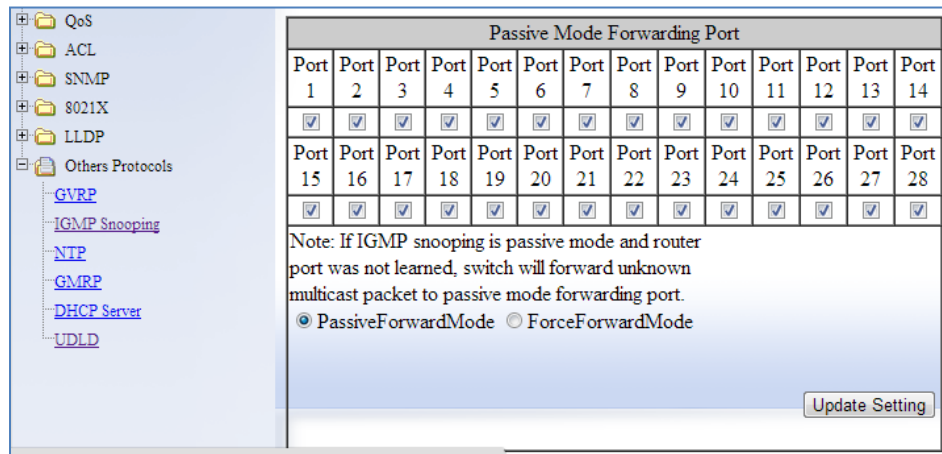 QoS
ACL
SNMP
8021X
LLDP
Others Protocols
GVRP
IGMP Snooping
NTP
GMRP
DHCP Server
UDLD
Passive Mode Forwarding Port
Port 1 Port 2 Port 3 Port 4 Port 5 Port 6 Port 7 Port 8 Port 9 Port 10 Port 11 Port 12 Port 13 Port 14
Port 15 Port 16 Port 17 Port 18 Port 19 Port 20 Port 21 Port 22 Port 23 Port 24 Port 25 Port 26 Port 27 Port 28
Note: If IGMP snooping is passive mode and router
port was not learned, switch will forward unknown
multicast packet to passive mode forwarding port.
PassiveForwardMode ForceForwardMode
Update Setting